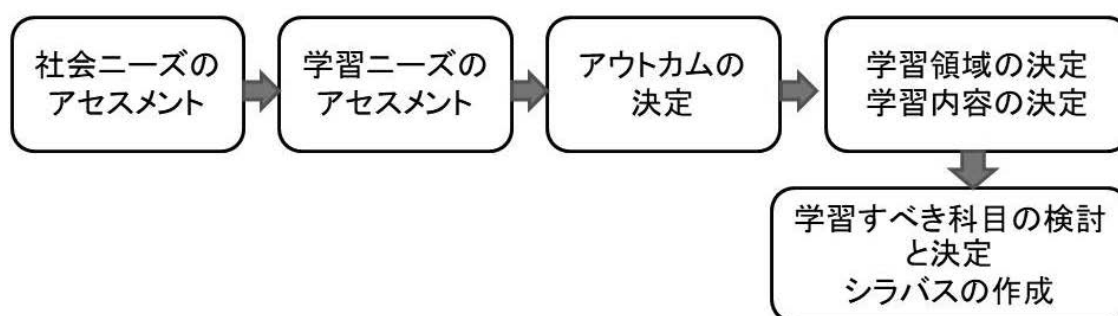 社会ニーズの
アセスメント
学習ニーズの
アセスメント
アウトカムの
決定
学習領域の決定
学習内容の決定
学習すべき科目の検討
と決定
シラバスの作成